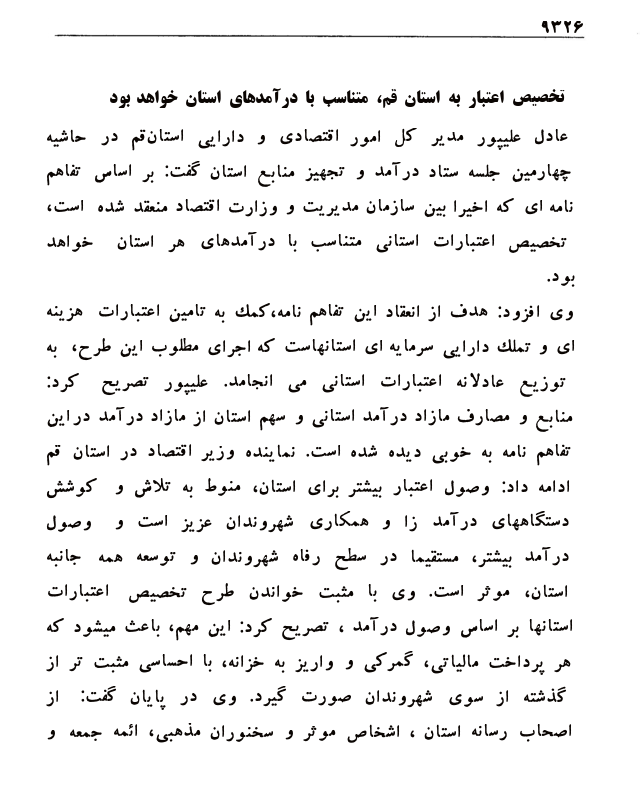 ۹۳۲۶
تخصیص اعتبار به استان قم، متناسب با درآمدهای استان خواهد بود
عادل علیپور مدیر کل امور اقتصادی و دارایی استان‌قم در حاشیه
چهارمین جلسه ستاد درآمد و تجهیز منابع استان گفت: بر اساس تفاهم
نامه ای که اخیرا بین سازمان مدیریت و وزارت اقتصاد منعقد شده است،
تخصیص اعتبارات استانی متناسب با درآمدهای هر استان خواهد
بود.
وی افزود: هدف از انعقاد این تفاهم نامه،کمك به تامین اعتبارات هزینه
ای و تملك دارایی سرمایه ای استانهاست که اجرای مطلوب این طرح، به
توزیع عادلانه اعتبارات استانی می انجامد. علیپور تصریح کرد:
منابع و مصارف مازاد درآمد استانی و سهم استان از مازاد درآمد دراین
تفاهم نامه به خوبی دیده شده است. نماینده وزیر اقتصاد در استان قم
ادامه داد: وصول اعتبار بیشتر برای استان، منوط به تلاش و کوشش
دستگاههای درآمد زا و همکاری شهروندان عزیز است و وصول
درآمد بیشتر، مستقیما در سطح رفاه شهروندان و توسعه همه جانبه
استان، موثر است. وی با مثبت خواندن طرح تخصیص اعتبارات
استانها بر اساس وصول درآمد ، تصریح کرد: این مهم، باعث میشود که
هر پرداخت مالیاتی، گمرکی و واریز به خزانه، با احساسی مثبت تر از
گذشته از سوی شهروندان صورت گیرد. وی در پایان گفت: از
اصحاب رسانه استان ، اشخاص موثر و سخنوران مذهبی، ائمه جمعه و